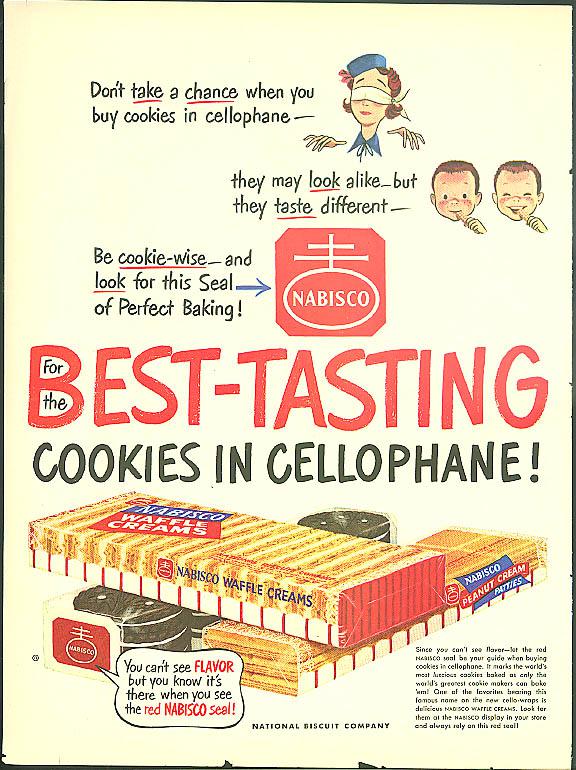 Don't take a chance when you
buy cookies in cellophane—
they may look alike—but
they taste different—
Be cookie-wise—and
look for this Seal
of Perfect Baking!
NABISCO
For
the
BEST-TASTING
COOKIES IN CELLOPHANE!
NABISCO
WAFFLE
CREAMS
NABISCO WAFFLE CREAMS
NABISCO
PEANUT CREAM
PATTIES
NABISCO
You can't see FLAVOR
but you know it's
there when you see
the red NABISCO seal!
NATIONAL BISCUIT COMPANY
Since you can't see flavor—let the red
NABISCO seal be your guide when buying
cookies in cellophane. It marks the world's
most luscious cookies baked as only the
world's greatest cookie makers can bake
'em! One of the favorites bearing this
famous name on the new cello-wraps is
delicious NABISCO WAFFLE CREAMS. Look for
them at the NABISCO display in your store
and always rely on this red seal!